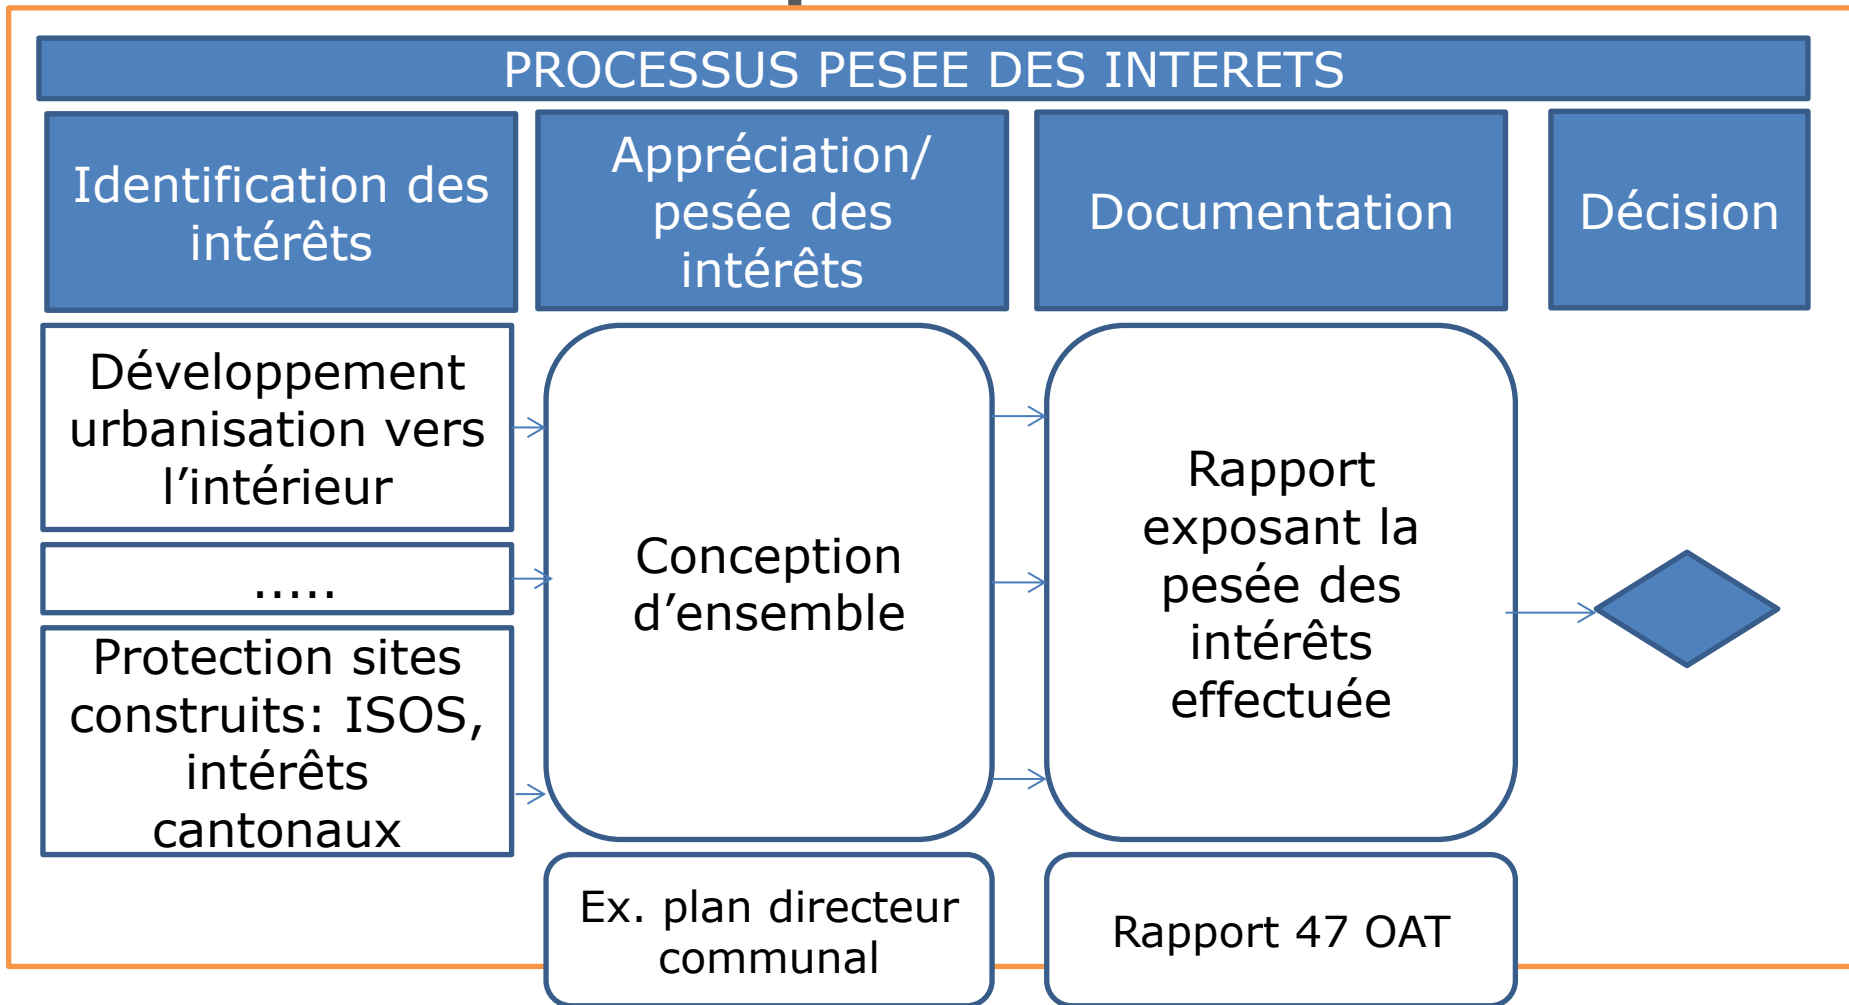 PROCESSUS PESEE DES INTERETS
Identification des
intérêts
Appréciation/
pesée des
intérêts
Documentation
Décision
Développement
urbanisation vers
l’intérieur
.....
Protection sites
construits: ISOS,
intérêts
cantonaux
Conception
d’ensemble
Ex. plan directeur
communal
Rapport
exposant la
pesée des
intérêts
effectuée
Rapport 47 OAT